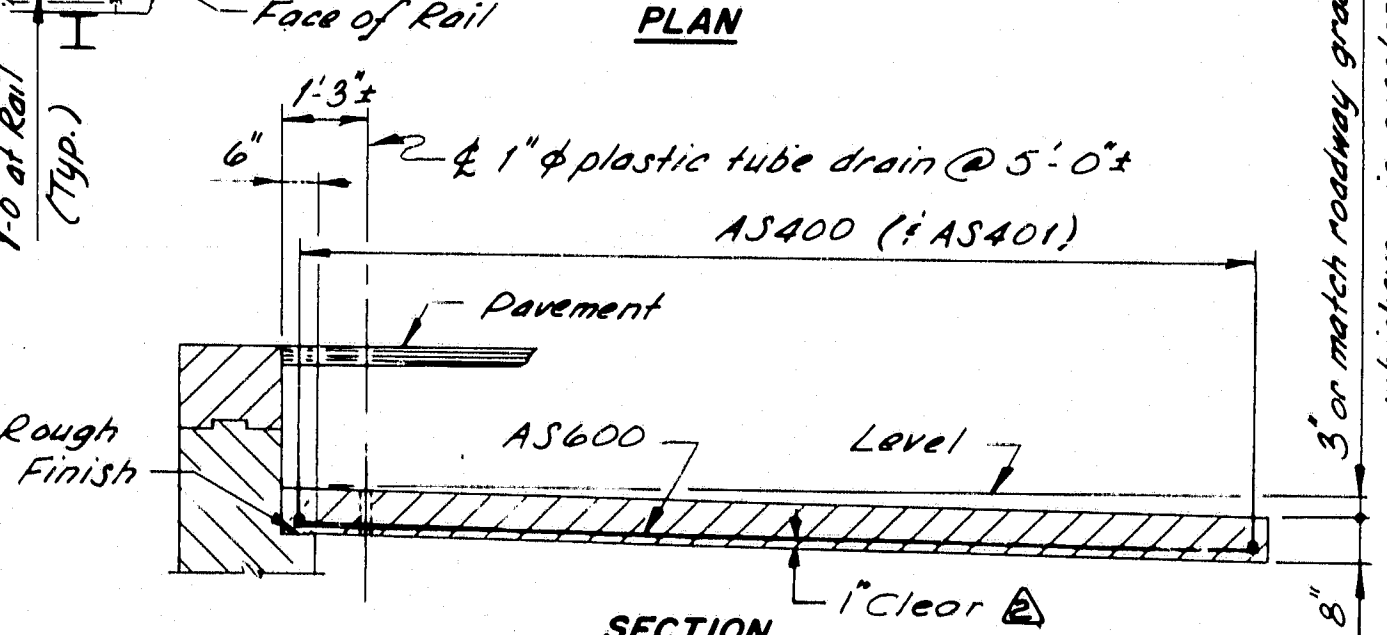 Face of Rail
PLAN
1'-0 at Rail
(Typ.)
1'-3"±
6"
℄ 1" ϕ plastic tube drain @ 5'-0"±
AS400 (& AS401)
Pavement
Rough
Finish
AS600
Level
3" or match roadway
8"
1" Clear 2
SECTION